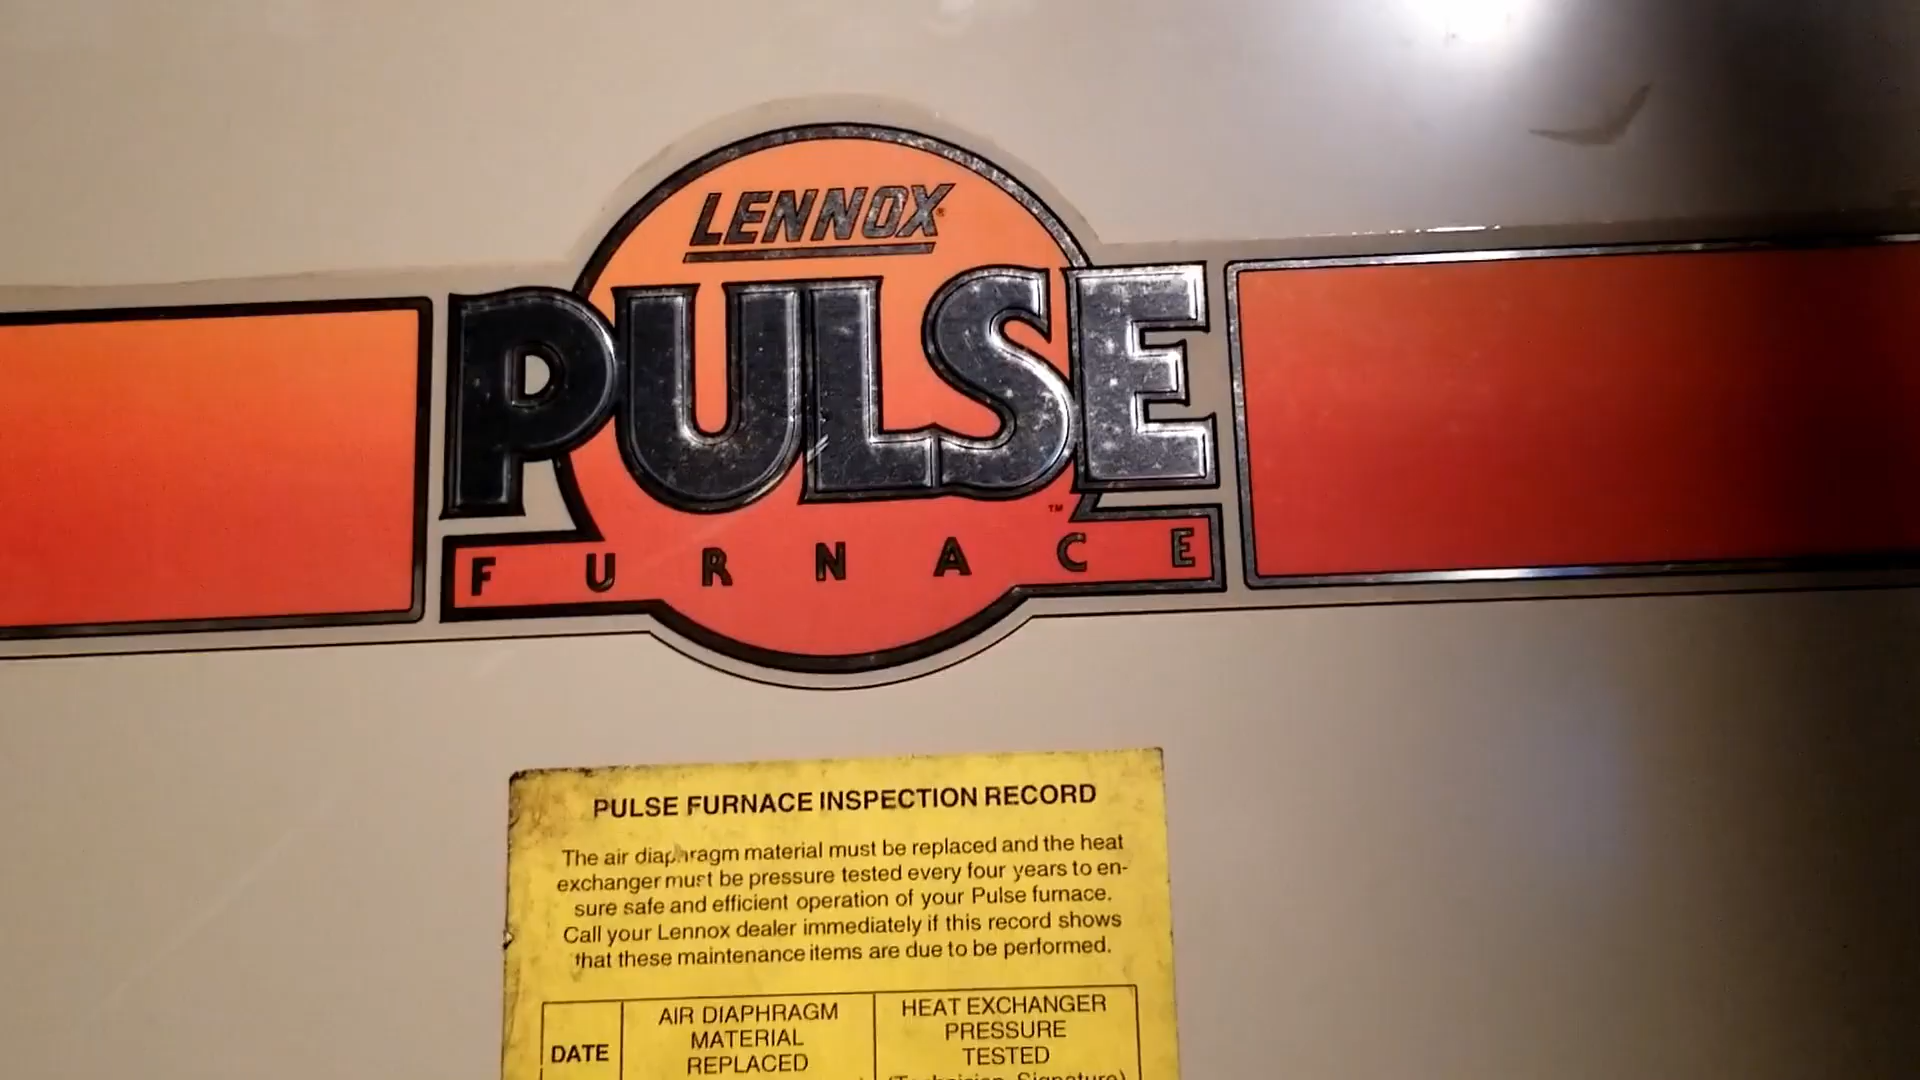 LENNOX®
PULSE™
FURNACE
PULSE FURNACE INSPECTION RECORD
The air diaphragm material must be replaced and the heat
exchanger must be pressure tested every four years to en-
sure safe and efficient operation of your Pulse furnace.
Call your Lennox dealer immediately if this record shows
that these maintenance items are due to be performed.
DATE
AIR DIAPHRAGM
MATERIAL
REPLACED
HEAT EXCHANGER
PRESSURE
TESTED
(Technician Signature)